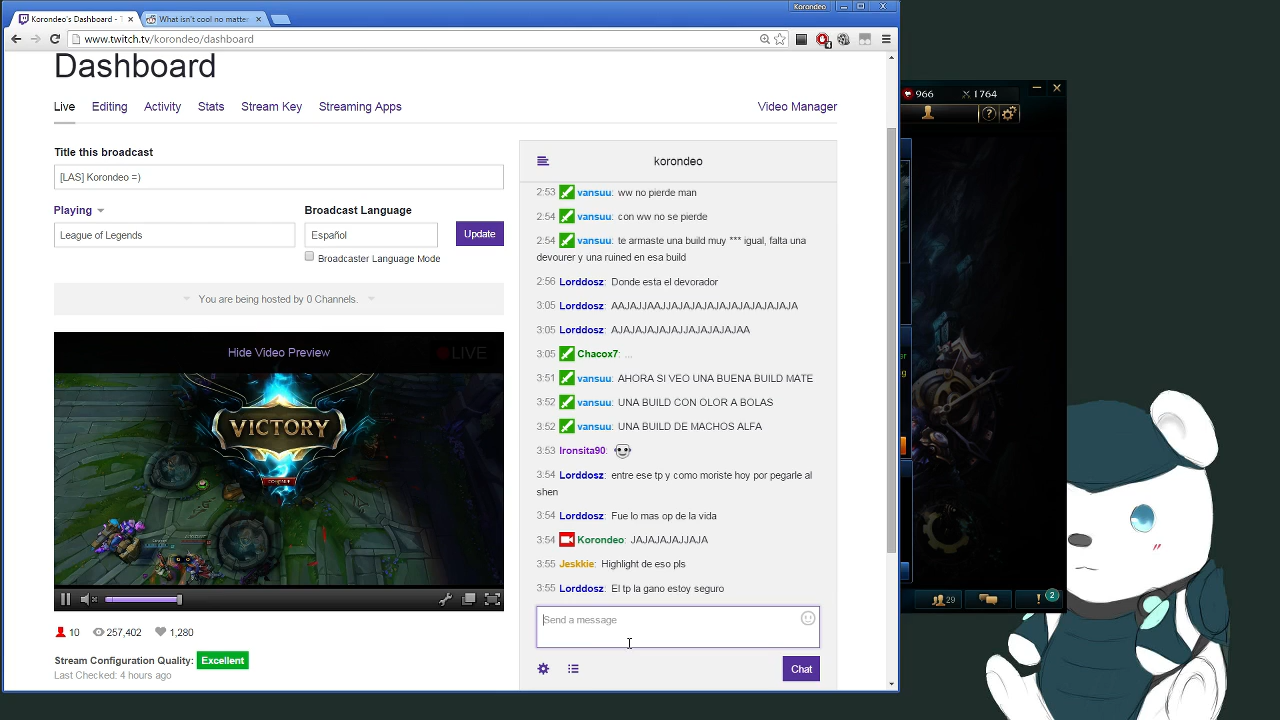 Korondeo
Korondeo's Dashboard - T
What isn't cool no matter
www.twitch.tv/korondeo/dashboard
4
Dashboard
Live Editing Activity Stats Stream Key Streaming Apps Video Manager
Title this broadcast
[LAS] Korondeo =)
Playing Broadcast Language
League of Legends Español Update
Broadcaster Language Mode
You are being hosted by 0 Channels.
Hide Video Preview
LIVE
VICTORY
10 257,402 1,280
Stream Configuration Quality: Excellent
Last Checked: 4 hours ago
korondeo
2:53 vansuu: ww no pierde man
2:54 vansuu: con ww no se pierde
2:54 vansuu: te armaste una build muy *** igual, falta una
devourer y una ruined en esa build
2:56 Lorddosz: Donde esta el devorador
3:05 Lorddosz: AAJAJJAAJJAJAJAJAJAJAJAJAJAJAJA
3:05 Lorddosz: AJAJAJAJAJAJJAJAJAJAJAA
3:05 Chacox7: ...
3:51 vansuu: AHORA SI VEO UNA BUENA BUILD MATE
3:52 vansuu: UNA BUILD CON OLOR A BOLAS
3:52 vansuu: UNA BUILD DE MACHOS ALFA
3:53 Ironsita90:
3:54 Lorddosz: entre ese tp y como moriste hoy por pegarle al
shen
3:54 Lorddosz: Fue lo mas op de la vida
3:54 Korondeo: JAJAJAJAJJAJA
3:55 Jeskkie: Highlight de eso pls
3:55 Lorddosz: El tp la gano estoy seguro
Send a message
Chat
966 1764
?
29 ! 2